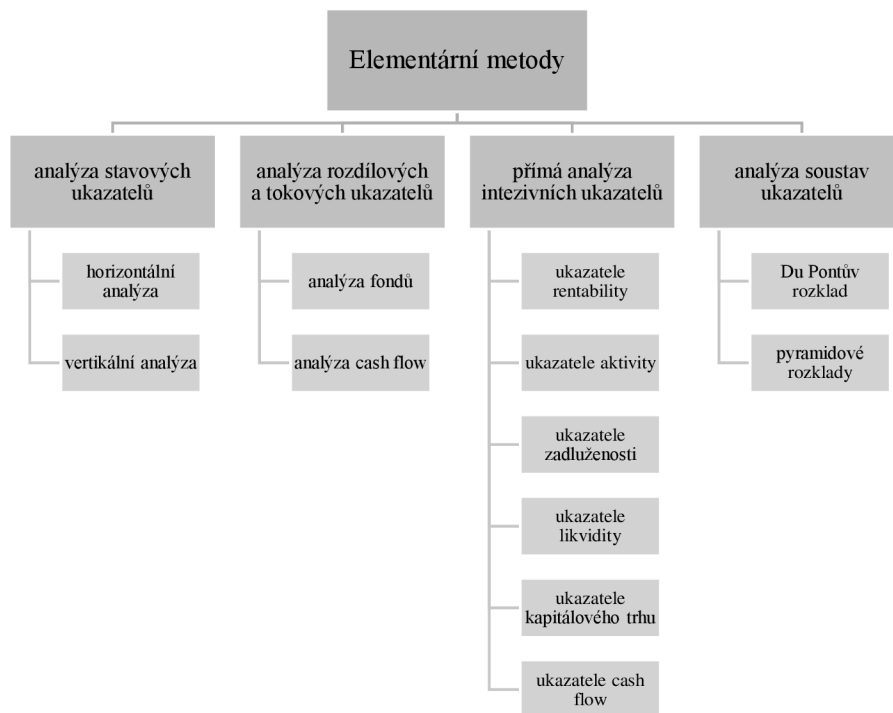 Elementární metody
analýza stavových
ukazatelů
horizontální
analýza
vertikální analýza
analýza rozdílových
a tokových ukazatelů
analýza fondů
analýza cash flow
přímá analýza
intezivních ukazatelů
ukazatele
rentability
ukazatele aktivity
ukazatele
zadluženosti
ukazatele
likvidity
ukazatele
kapitálového trhu
ukazatele cash
flow
analýza soustav
ukazatelů
Du Pontův
rozklad
pyramidové
rozklady